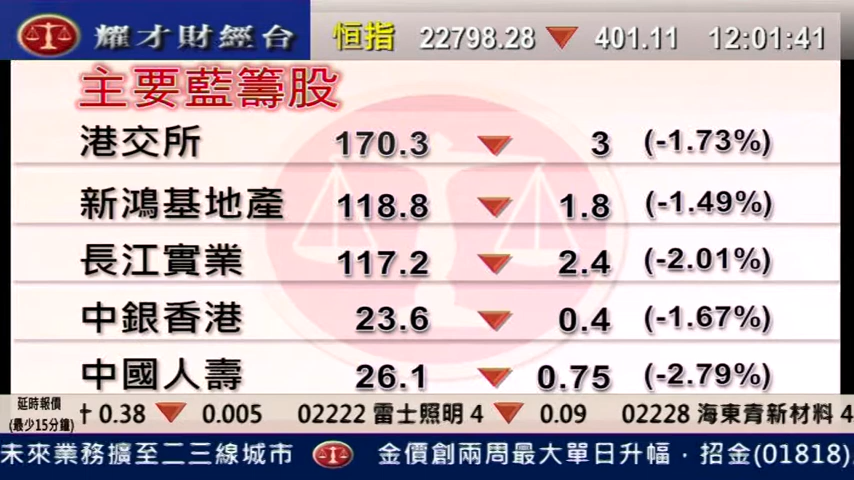 耀才財經台 恒指 22798.28 ▼ 401.11 12:01:41
主要藍籌股
港交所 170.3 ▼ 3 (-1.73%)
新鴻基地產 118.8 ▼ 1.8 (-1.49%)
長江實業 117.2 ▼ 2.4 (-2.01%)
中銀香港 23.6 ▼ 0.4 (-1.67%)
中國人壽 26.1 ▼ 0.75 (-2.79%)
延時報價
(最少15分鐘)
0.38 ▼ 0.005 02222 雷士照明 4 ▼ 0.09 02228 海東青新材料 4
未來業務擴至二三線城市 金價創兩周最大單日升幅．招金(01818)